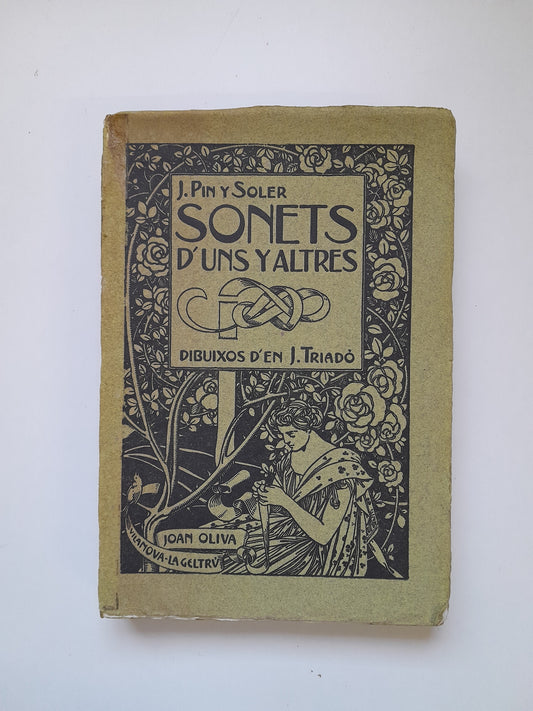 J. PIN Y SOLER
SONETS
D'UNS Y ALTRES
DIBUIXOS D'EN J. TRIADÓ
JOAN OLIVA
VILANOVA-LA GELTRÚ